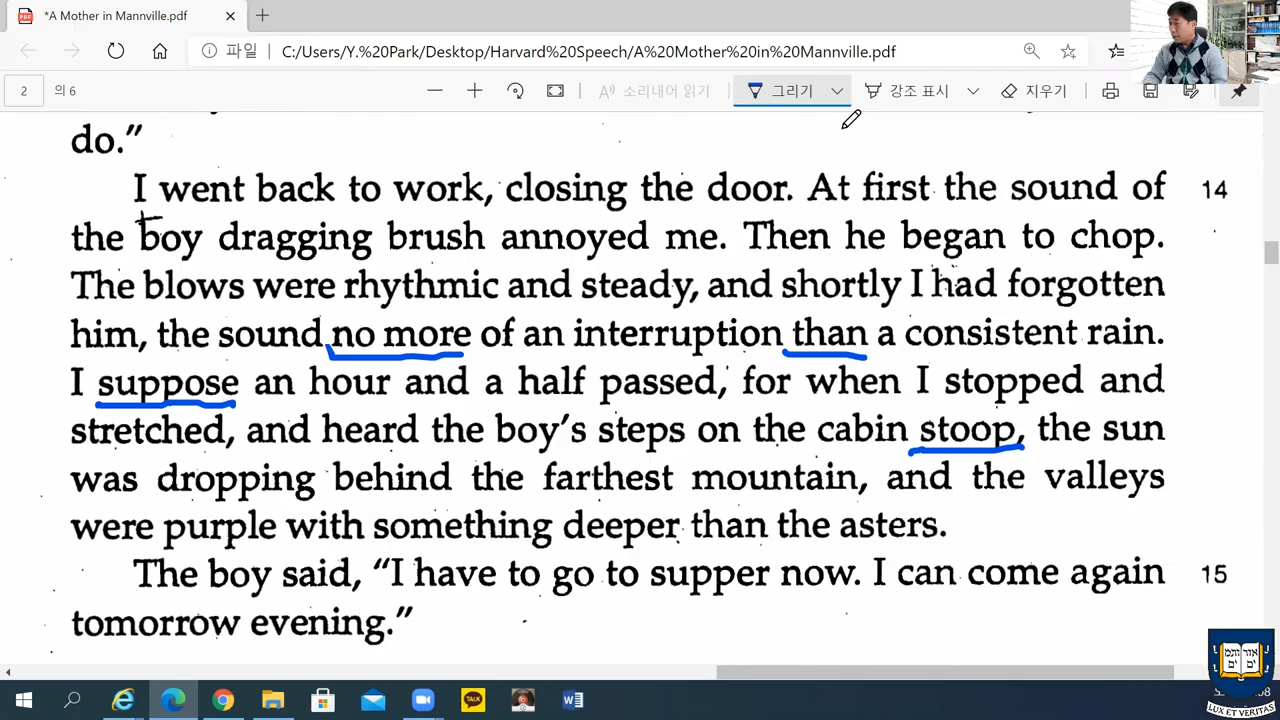 *A Mother in Mannville.pdf
파일
C:/Users/Y.%20Park/Desktop/Harvard%20Speech/A%20Mother%20in%20Mannville.pdf
2 의 6
소리내어 읽기
그리기
강조 표시
지우기
do.”
I went back to work, closing the door. At first the sound of 14
the boy dragging brush annoyed me. Then he began to chop.
The blows were rhythmic and steady, and shortly I had forgotten
him, the sound no more of an interruption than a consistent rain.
I suppose an hour and a half passed, for when I stopped and
stretched, and heard the boy’s steps on the cabin stoop, the sun
was dropping behind the farthest mountain, and the valleys
were purple with something deeper than the asters.
The boy said, “I have to go to supper now. I can come again 15
tomorrow evening.”
TALK
LUX ET VERITAS